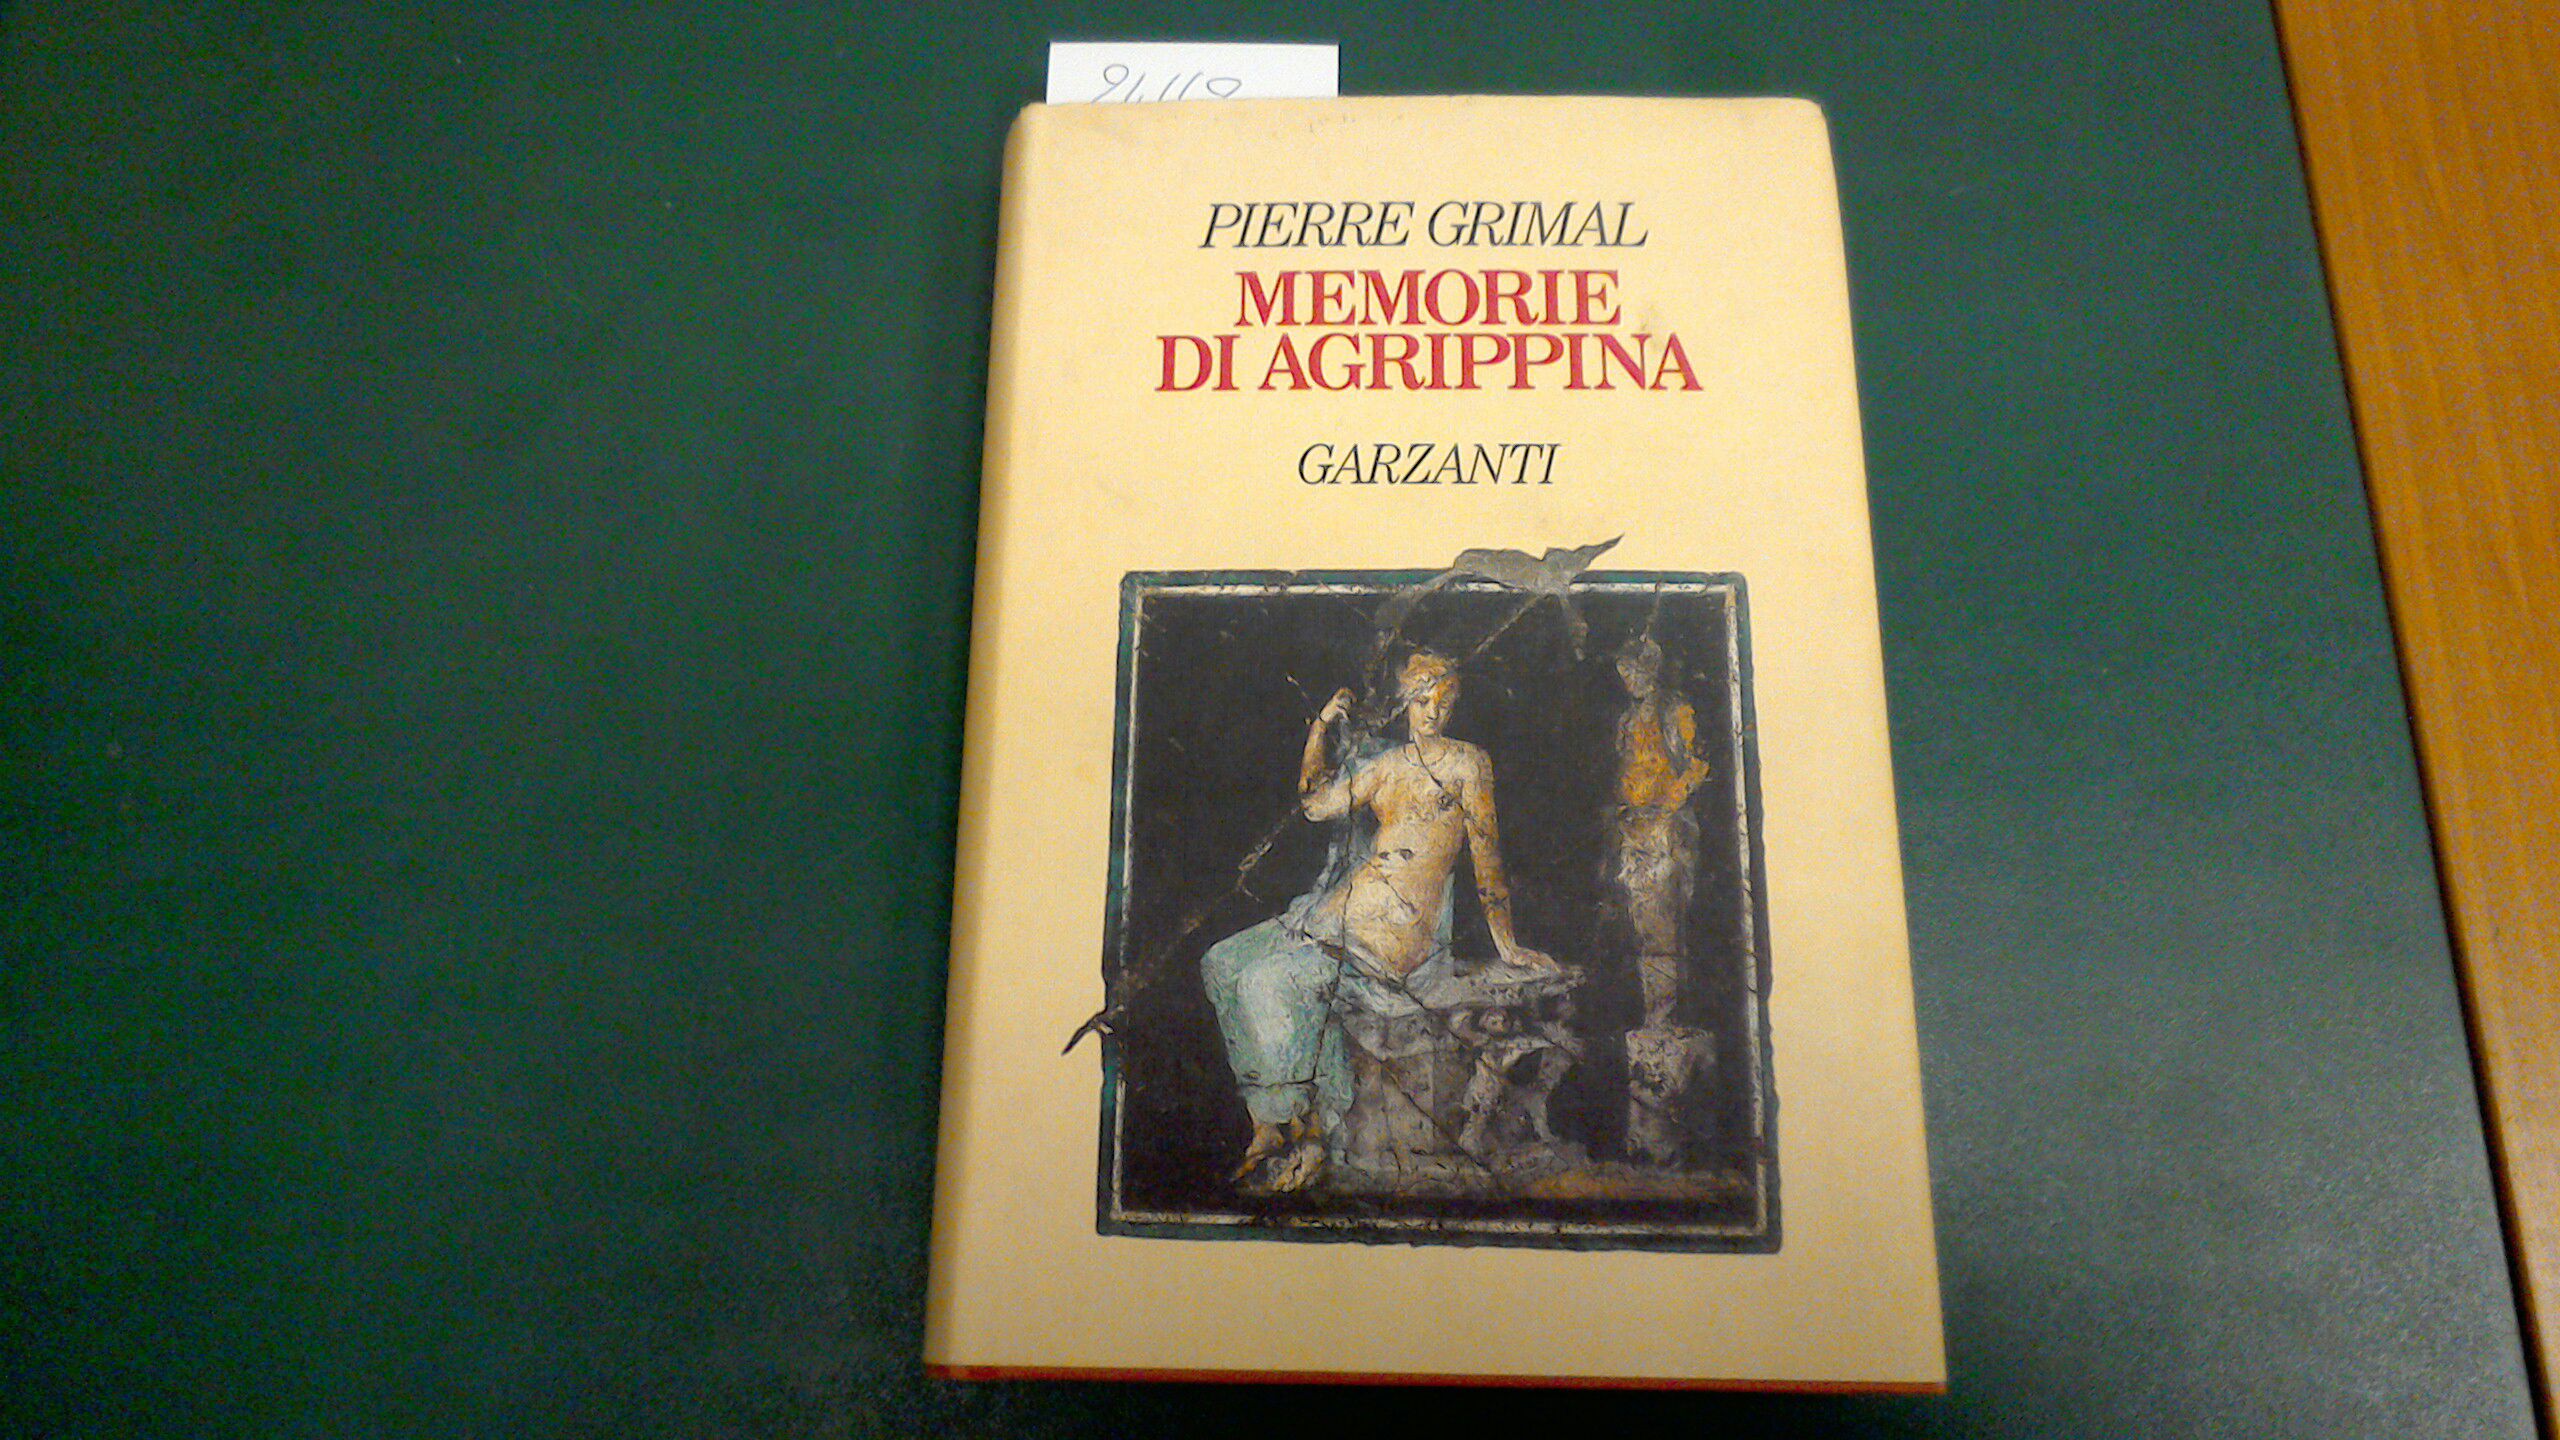 PIERRE GRIMAL
MEMORIE
DI AGRIPPINA
GARZANTI